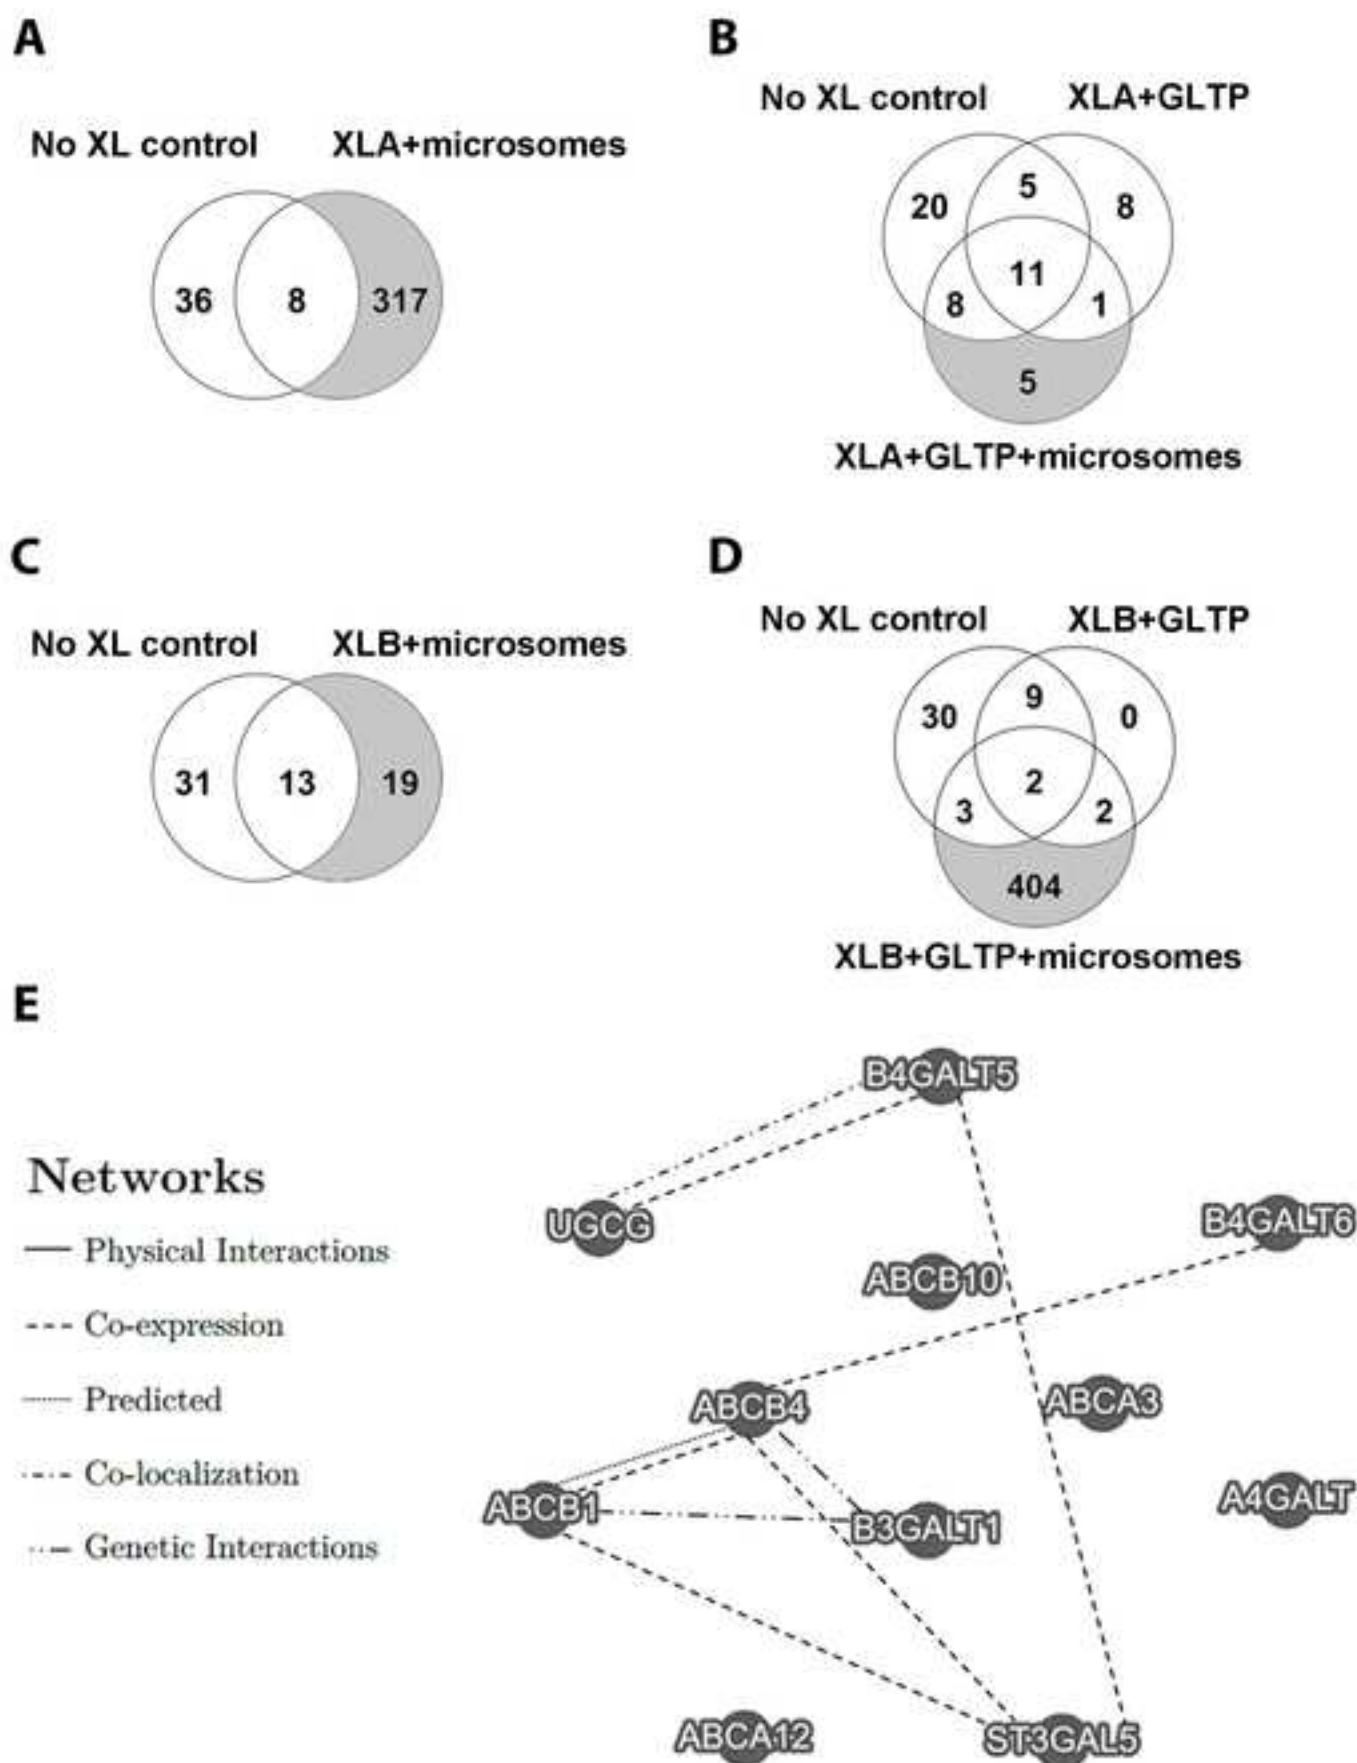 A
No XL control XLA+microsomes
36 8 317
B
No XL control XLA+GLTP
20 5 8
11
8 1
5
XLA+GLTP+microsomes
C
No XL control XLB+microsomes
31 13 19
D
No XL control XLB+GLTP
30 9 0
2
3 2
404
XLB+GLTP+microsomes
E
Networks
Physical Interactions
Co-expression
Predicted
Co-localization
Genetic Interactions
B4GALT5
UGCG
B4GALT6
ABCB10
ABCB4
ABCA3
ABCB1
B3GALT1
A4GALT
ABCA12
ST3GAL5